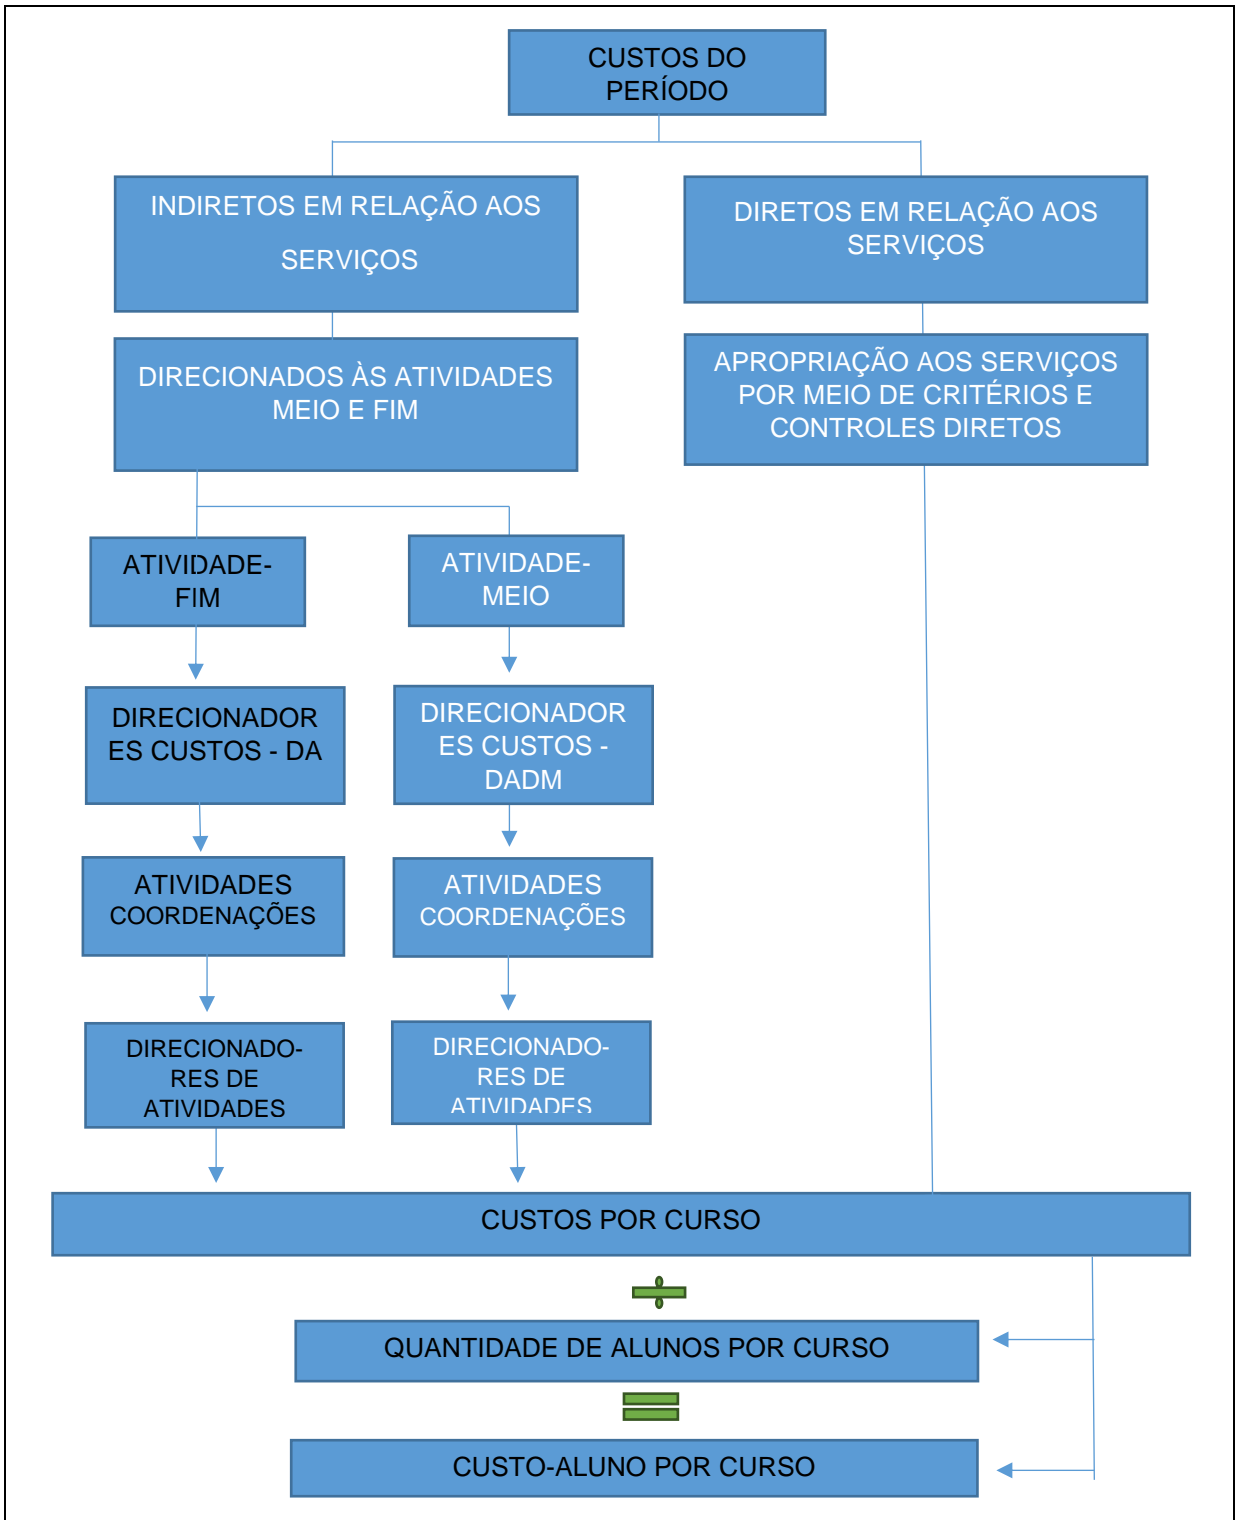 CUSTOS DO
PERÍODO
INDIRETOS EM RELAÇÃO AOS
SERVIÇOS
DIRETOS EM RELAÇÃO AOS
SERVIÇOS
DIRECIONADOS ÀS ATIVIDADES
MEIO E FIM
APROPRIAÇÃO AOS SERVIÇOS
POR MEIO DE CRITÉRIOS E
CONTROLES DIRETOS
ATIVIDADE-
FIM
ATIVIDADE-
MEIO
DIRECIONADOR
ES CUSTOS - DA
DIRECIONADOR
ES CUSTOS -
DADM
ATIVIDADES
COORDENAÇÕES
ATIVIDADES
COORDENAÇÕES
DIRECIONADO-
RES DE
ATIVIDADES
DIRECIONADO-
RES DE
ATIVIDADES
CUSTOS POR CURSO
QUANTIDADE DE ALUNOS POR CURSO
CUSTO-ALUNO POR CURSO